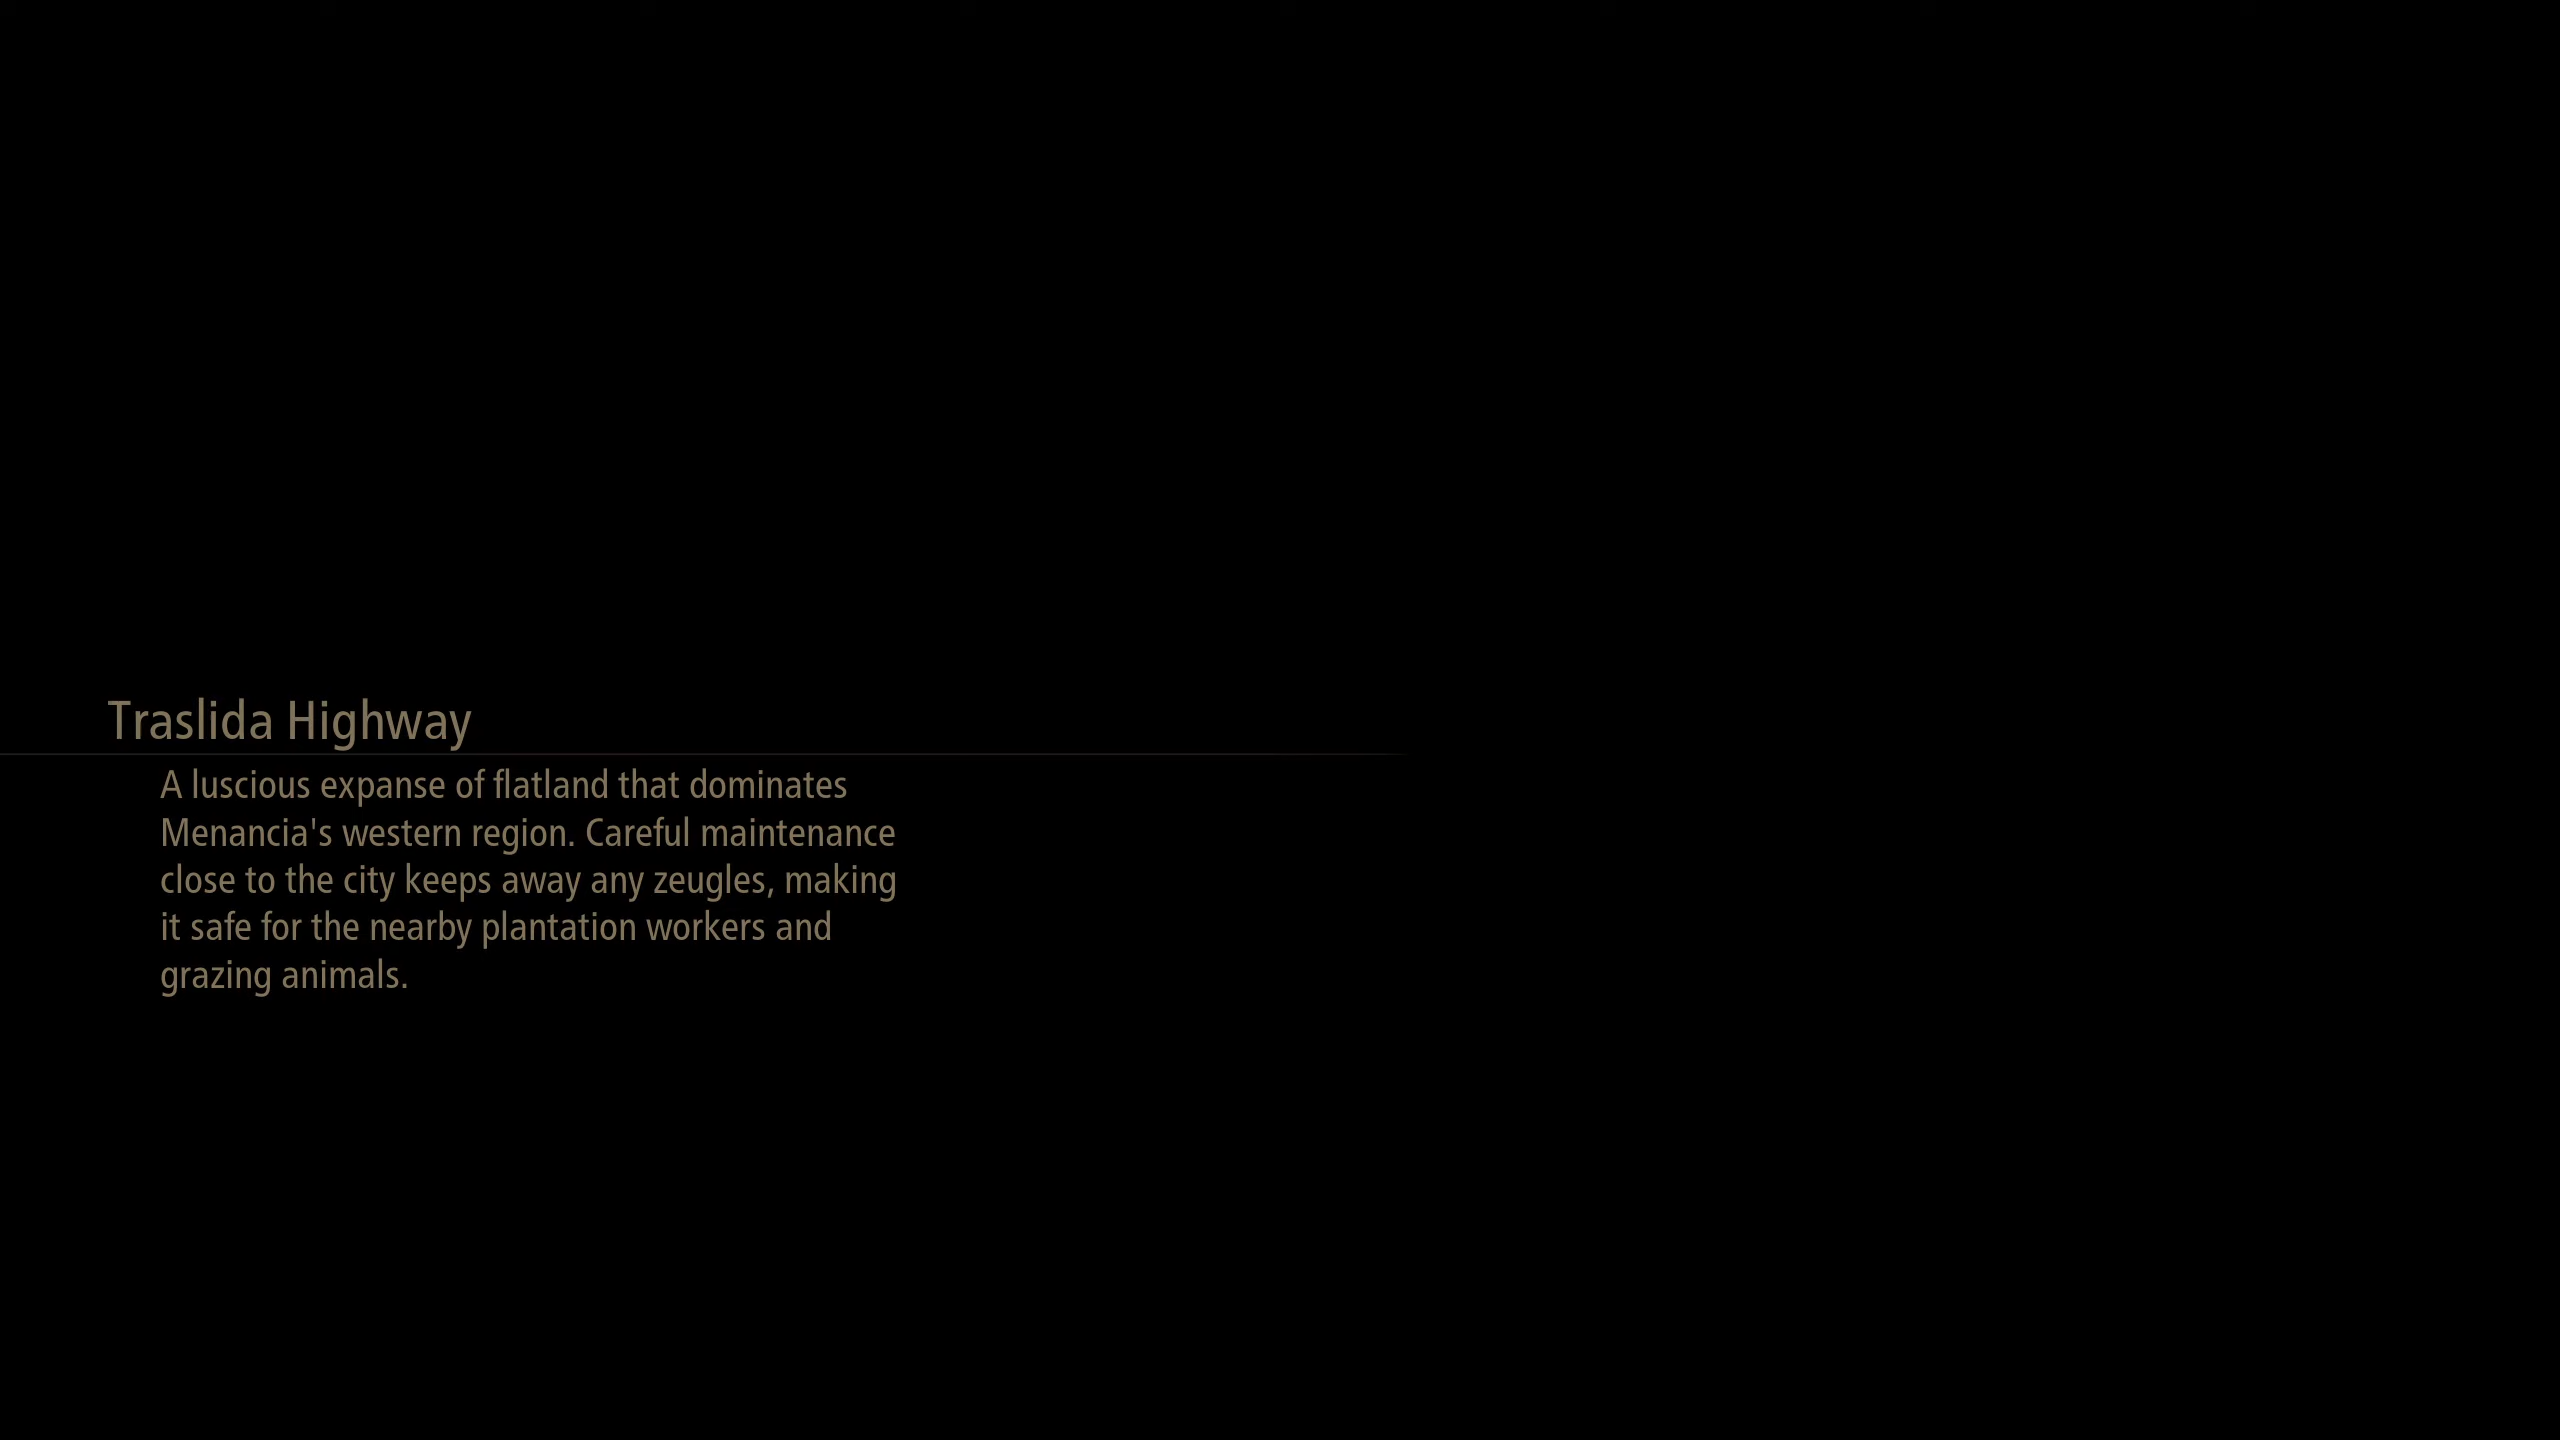 Traslida Highway
A luscious expanse of flatland that dominates
Menancia's western region. Careful maintenance
close to the city keeps away any zeugles, making
it safe for the nearby plantation workers and
grazing animals.